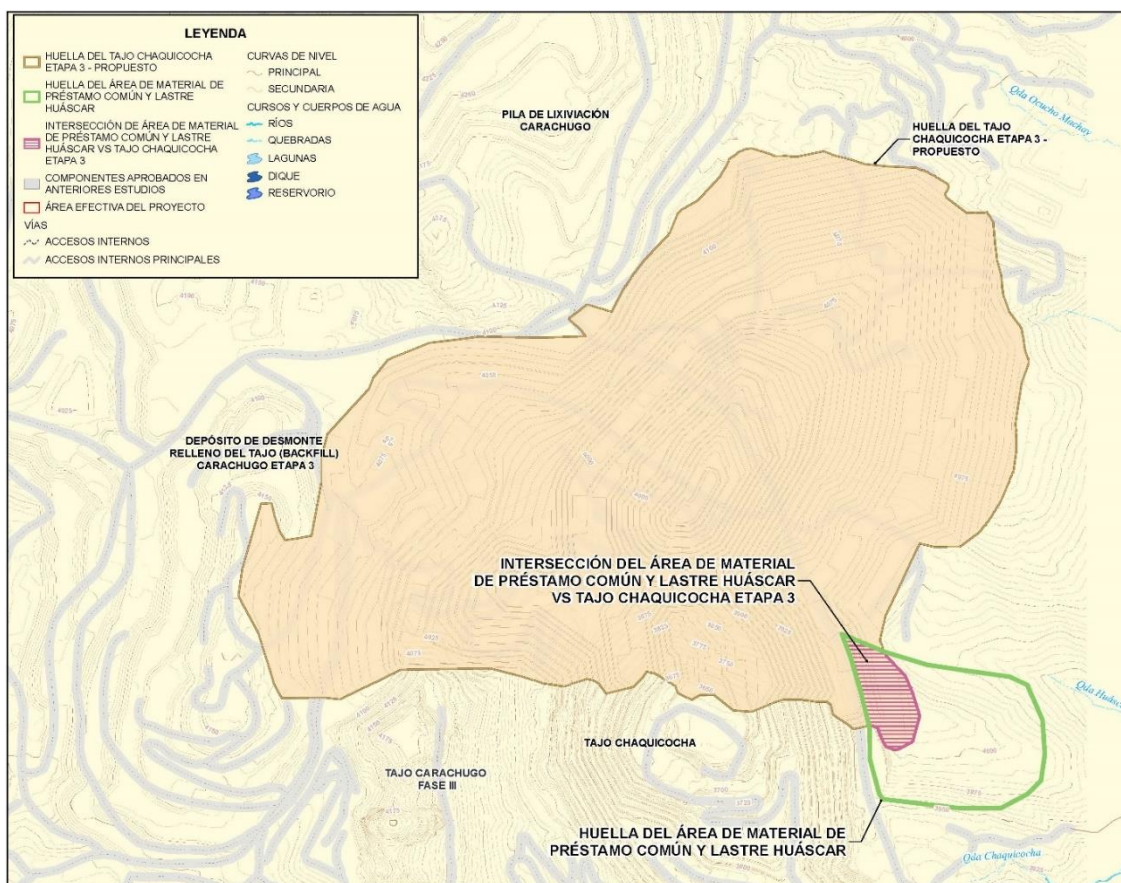 LEYENDA
HUELLA DEL TAJO CHAQUICOCHA
ETAPA 3 - PROPUESTO
HUELLA DEL ÁREA DE MATERIAL DE
PRÉSTAMO COMÚN Y LASTRE
HUÁSCAR
INTERSECCIÓN DE ÁREA DE MATERIAL
DE PRÉSTAMO COMÚN Y LASTRE
HUÁSCAR VS TAJO CHAQUICOCHA
ETAPA 3
COMPONENTES APROBADOS EN
ANTERIORES ESTUDIOS
ÁREA EFECTIVA DEL PROYECTO
VÍAS
ACCESOS INTERNOS
ACCESOS INTERNOS PRINCIPALES
CURVAS DE NIVEL
PRINCIPAL
SECUNDARIA
CURSOS Y CUERPOS DE AGUA
RÍOS
QUEBRADAS
LAGUNAS
DIQUE
RESERVORIO
PILA DE LIXIVIACIÓN
CARACHUGO
HUELLA DEL TAJO
CHAQUICOCHA ETAPA 3 -
PROPUESTO
Qda Ocucho Machay
DEPÓSITO DE DESMONTE
RELLENO DEL TAJO (BACKFILL)
CARACHUGO ETAPA 3
INTERSECCIÓN DEL ÁREA DE MATERIAL
DE PRÉSTAMO COMÚN Y LASTRE HUÁSCAR
VS TAJO CHAQUICOCHA ETAPA 3
TAJO CHAQUICOCHA
TAJO CARACHUGO
FASE III
HUELLA DEL ÁREA DE MATERIAL DE
PRÉSTAMO COMÚN Y LASTRE HUÁSCAR
Qda Huásc
Qda Chaquicocha